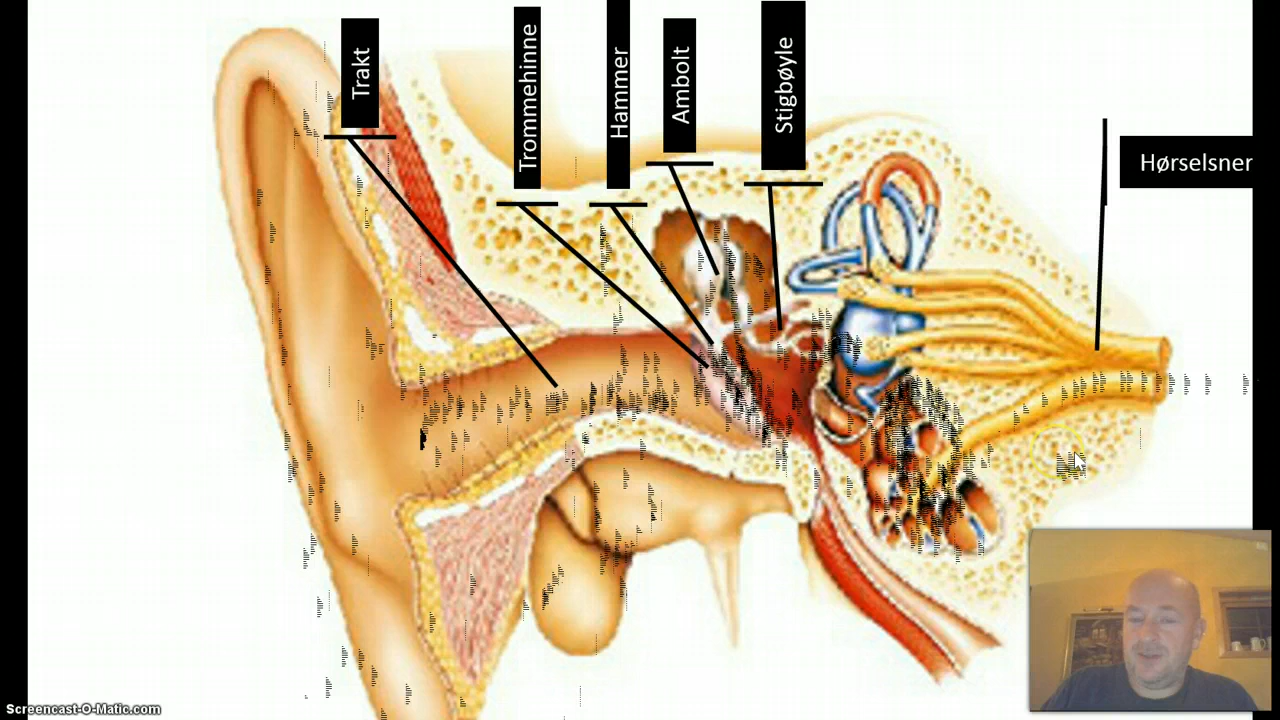 Trakt
Trommehinne
Hammer
Ambolt
Stigbøyle
Hørselsner
Screencast-O-Matic.com